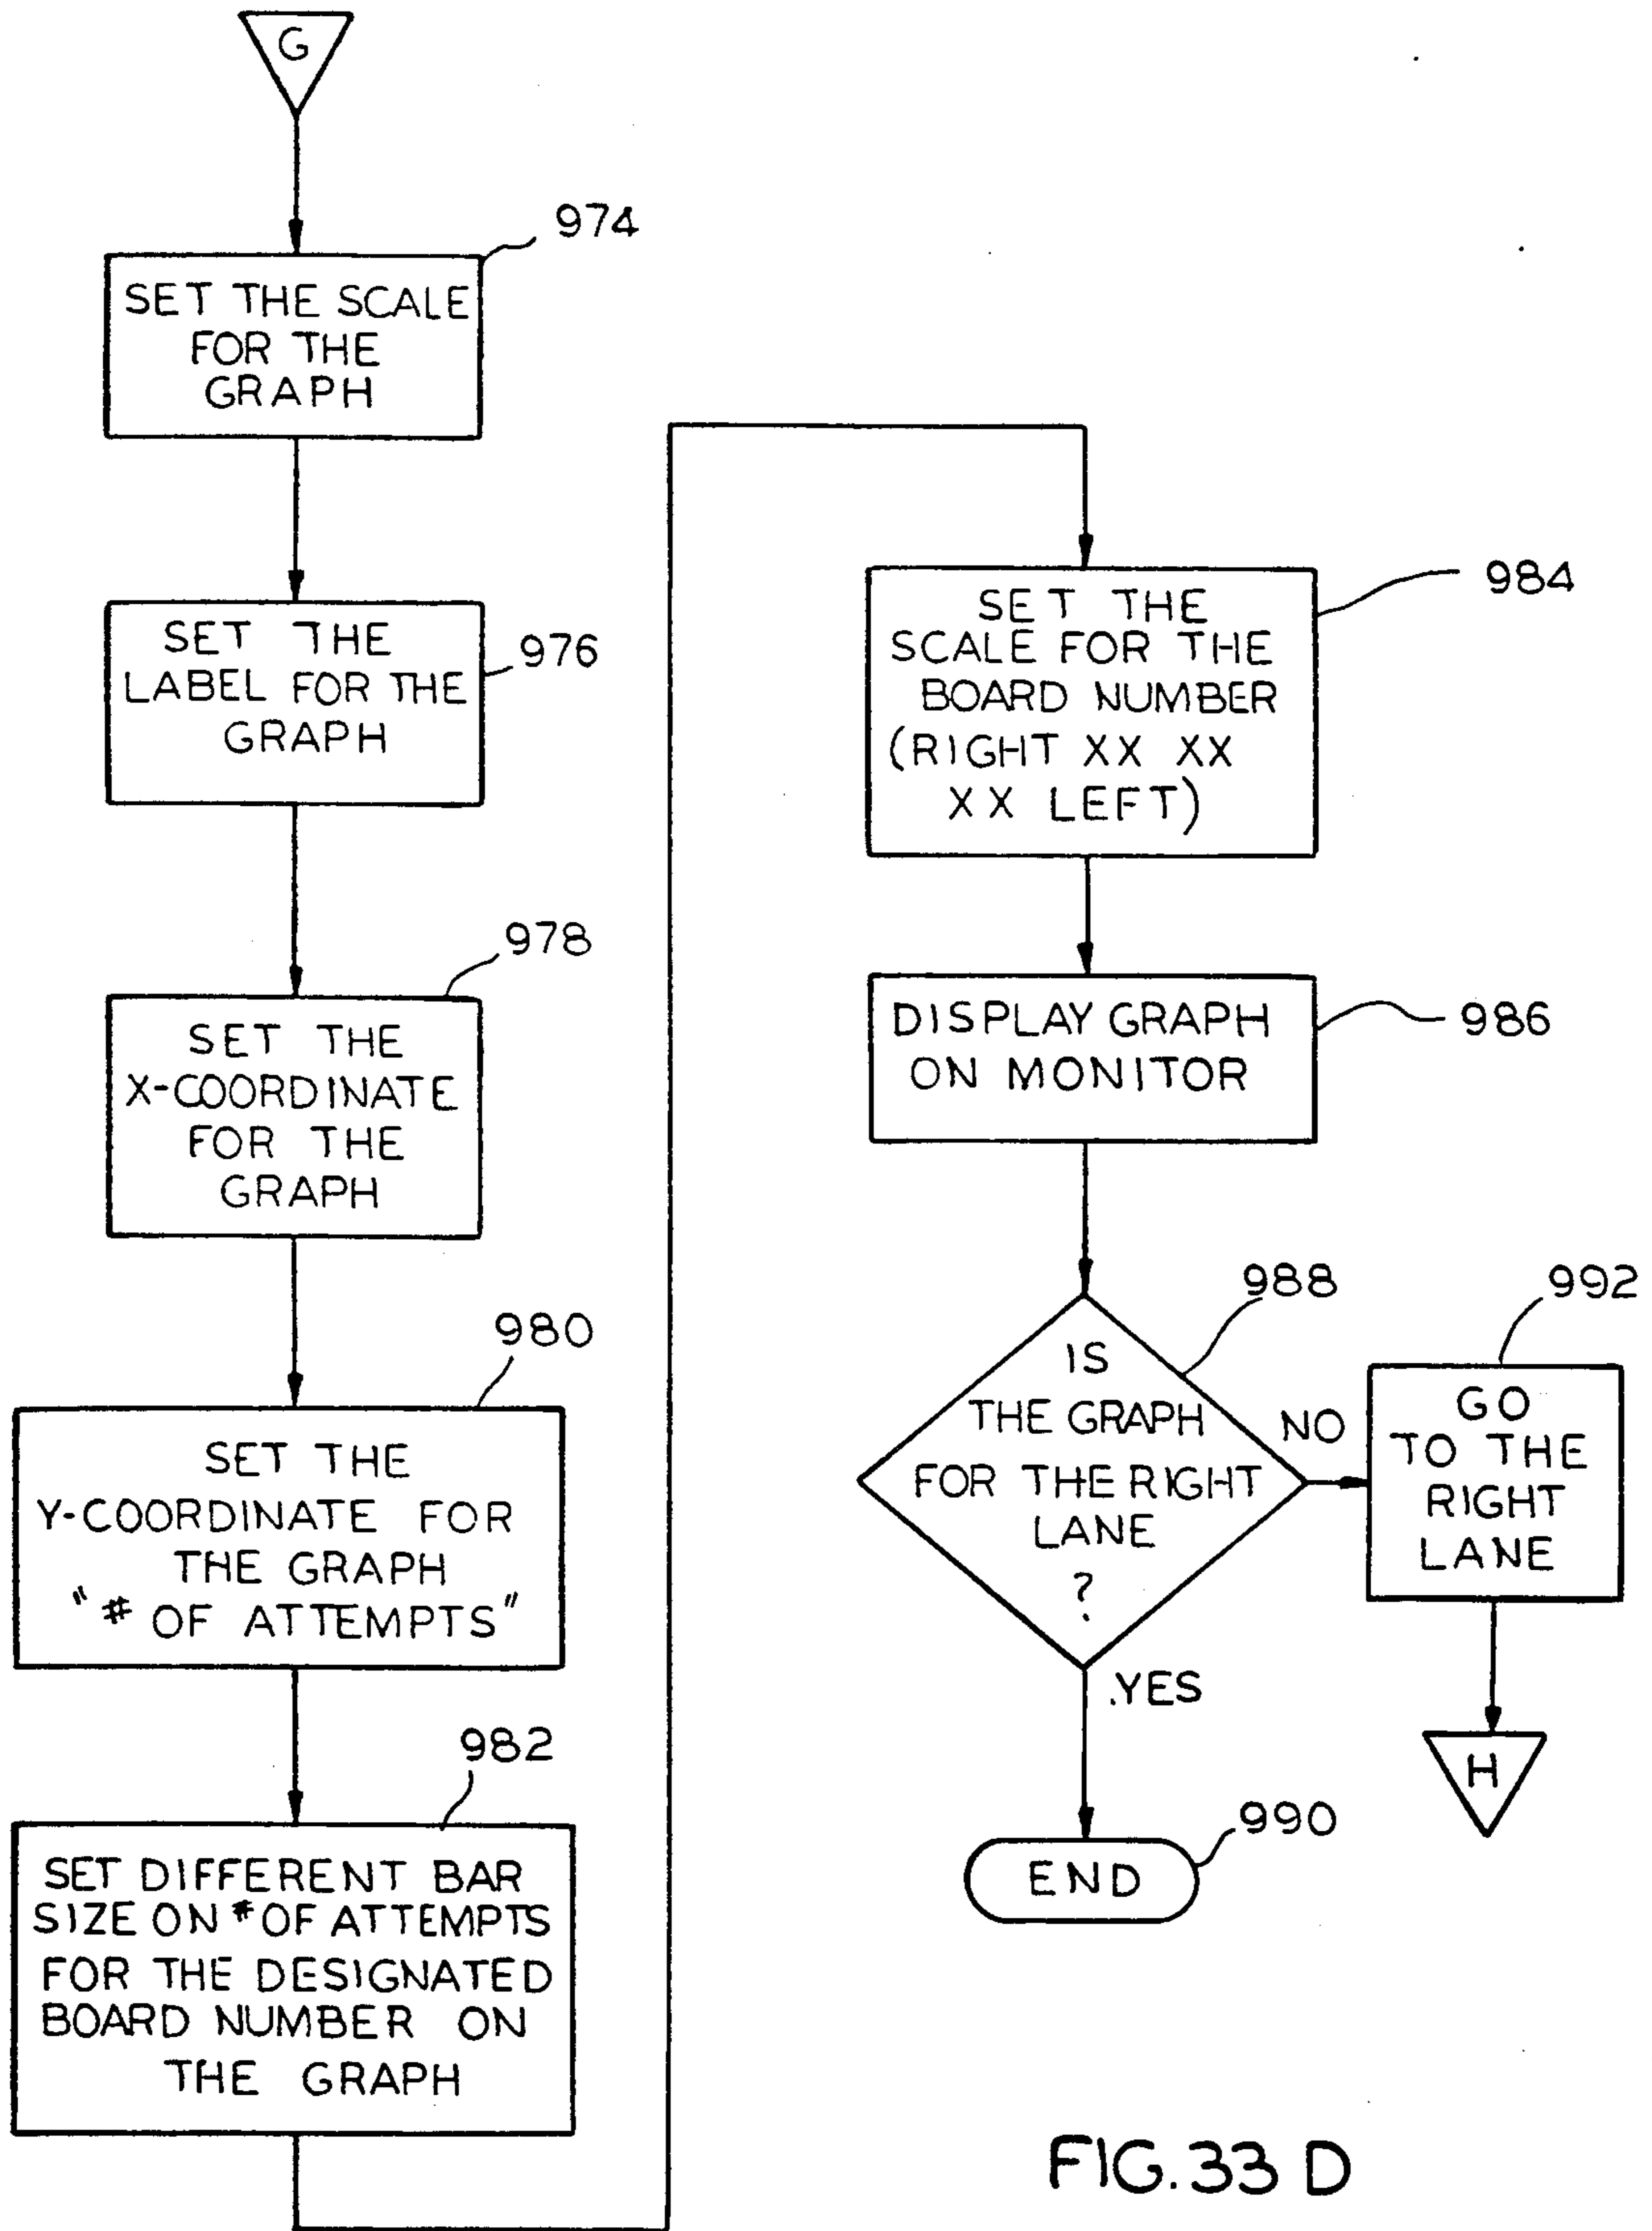 G
974
SET THE SCALE
FOR THE
GRAPH
976
SET THE
LABEL FOR THE
GRAPH
978
SET THE
X-COORDINATE
FOR THE
GRAPH
980
SET THE
Y-COORDINATE FOR
THE GRAPH
"# OF ATTEMPTS"
982
SET DIFFERENT BAR
SIZE ON # OF ATTEMPTS
FOR THE DESIGNATED
BOARD NUMBER ON
THE GRAPH
984
SET THE
SCALE FOR THE
BOARD NUMBER
(RIGHT XX XX
XX LEFT)
986
DISPLAY GRAPH
ON MONITOR
988
IS
THE GRAPH
FOR THE RIGHT
LANE
?
NO
992
GO
TO THE
RIGHT
LANE
H
YES
990
END
FIG. 33 D